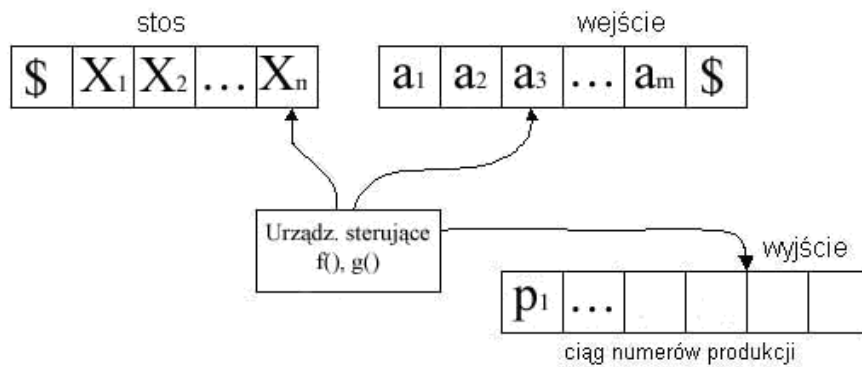 stos
wejście
$ X1 X2 ... Xn
a1 a2 a3 ... am $
Urządz. sterujące
f(), g()
wyjście
p1 ...
ciąg numerów produkcji